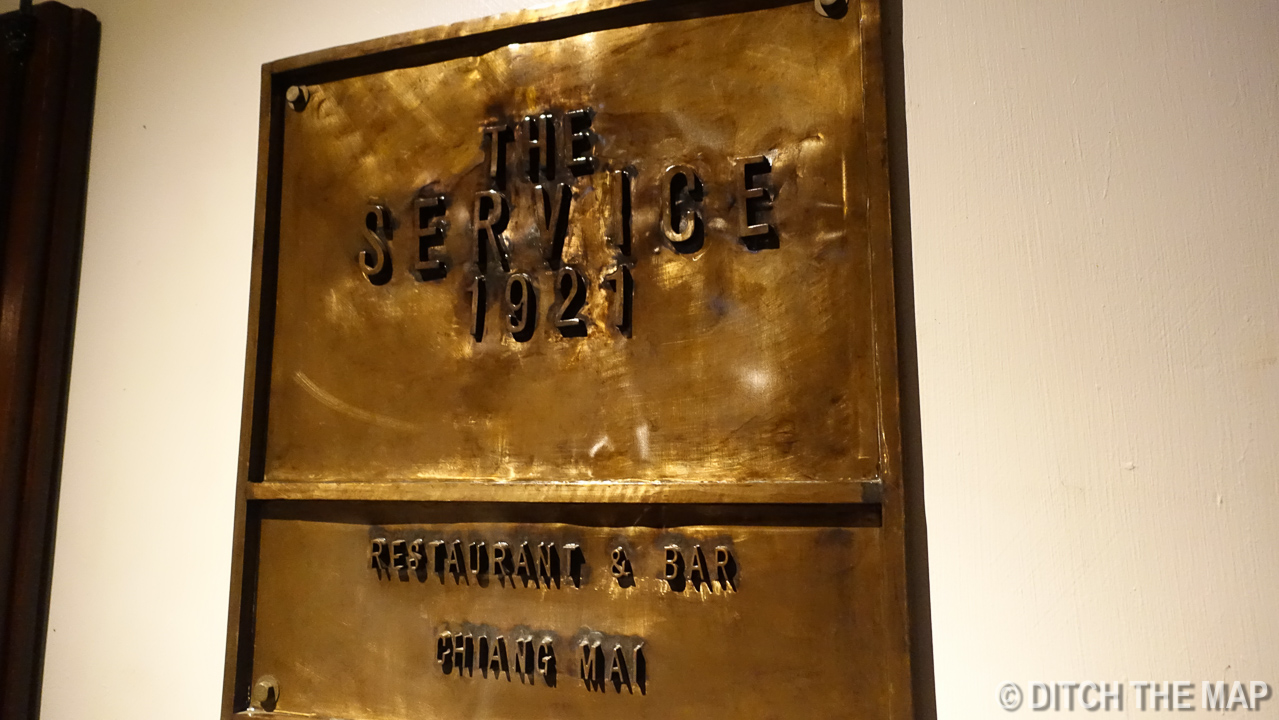 THE
SERVICE
1921
RESTAURANT & BAR
CHIANG MAI
© DITCH THE MAP